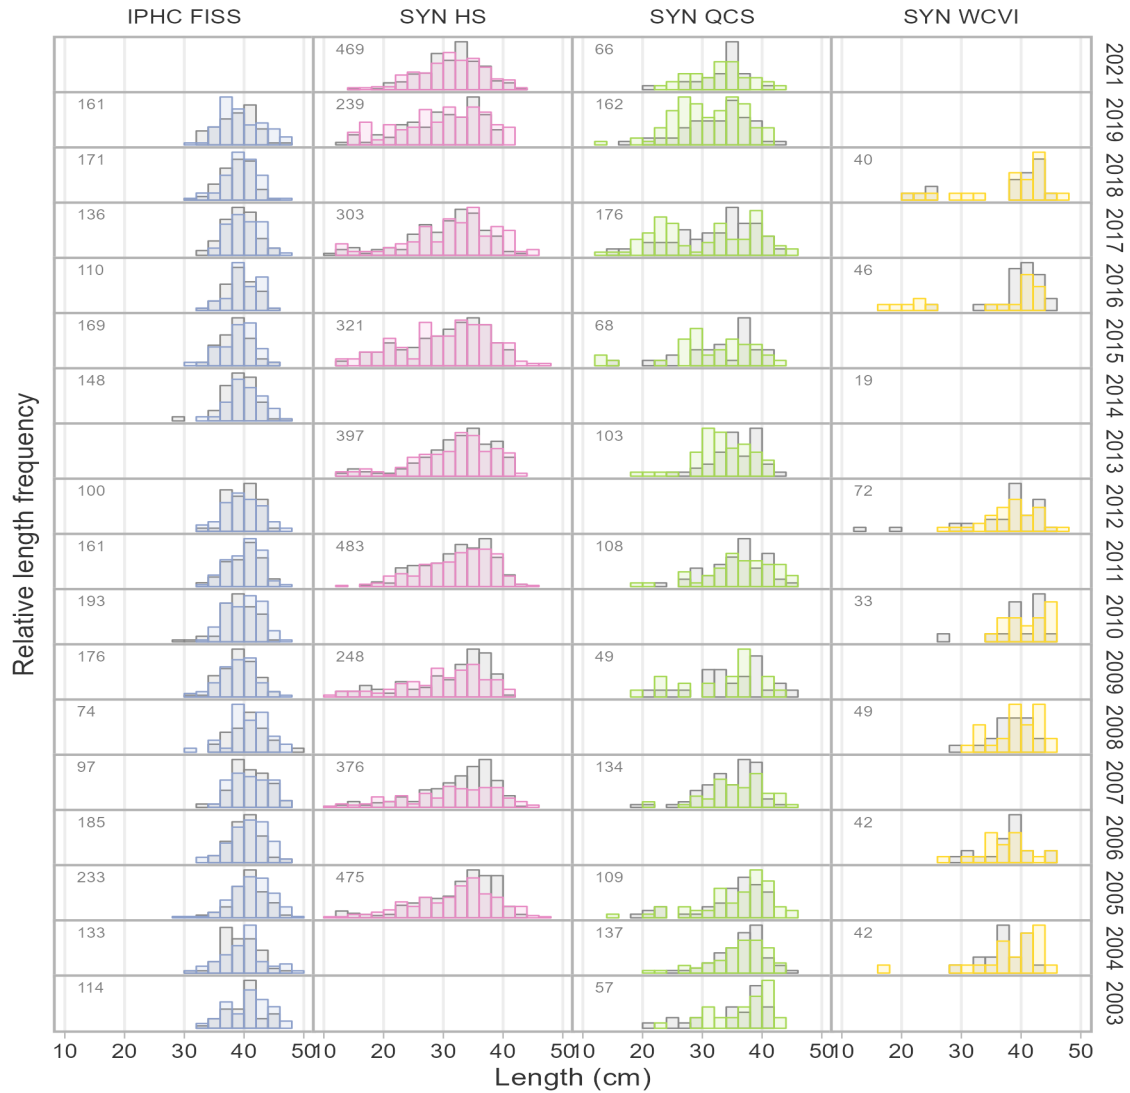 IPHC FISS SYN HS SYN QCS SYN WCVI
469 66 2021
161 239 162 2019
171 40 2018
136 303 176 2017
110 46 2016
169 321 68 2015
148 19 2014
397 103 2013
100 72 2012
161 483 108 2011
193 33 2010
176 248 49 2009
74 49 2008
97 376 134 2007
185 42 2006
233 475 109 2005
133 137 42 2004
114 57 2003
Relative length frequency
10 20 30 40 50 10 20 30 40 50 10 20 30 40 50 10 20 30 40 50
Length (cm)